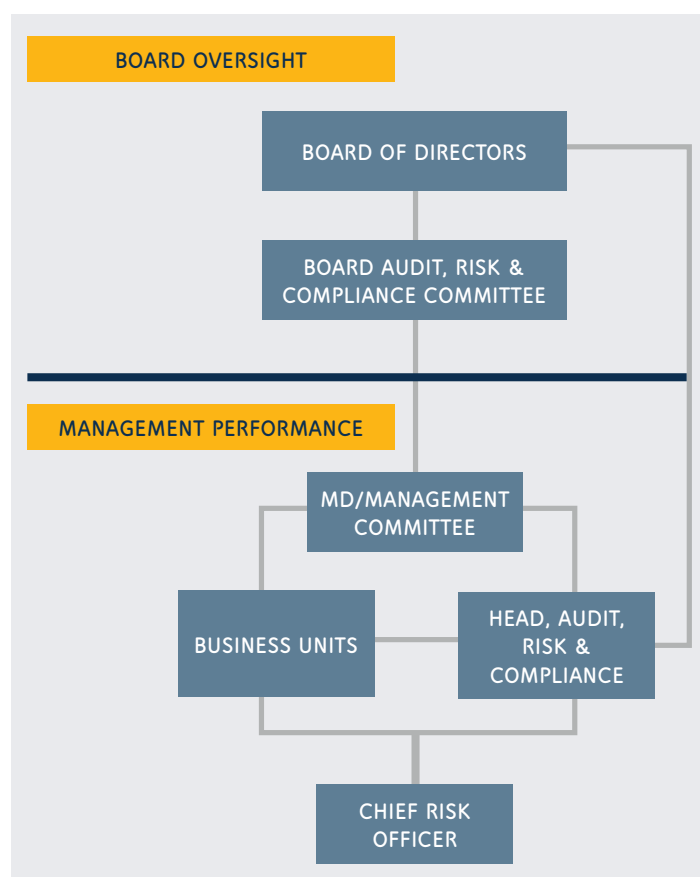 BOARD OVERSIGHT
BOARD OF DIRECTORS
BOARD AUDIT, RISK &
COMPLIANCE COMMITTEE
MANAGEMENT PERFORMANCE
MD/MANAGEMENT
COMMITTEE
BUSINESS UNITS
HEAD, AUDIT,
RISK &
COMPLIANCE
CHIEF RISK
OFFICER